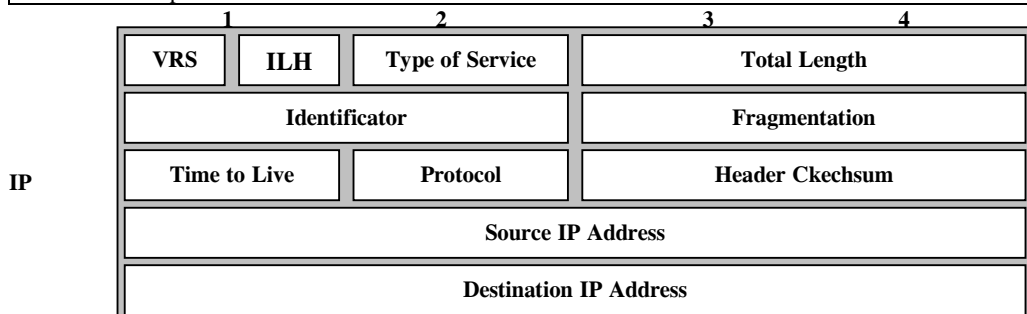 1 2 3 4
VRS ILH Type of Service Total Length
Identificator Fragmentation
IP Time to Live Protocol Header Ckechsum
Source IP Address
Destination IP Address